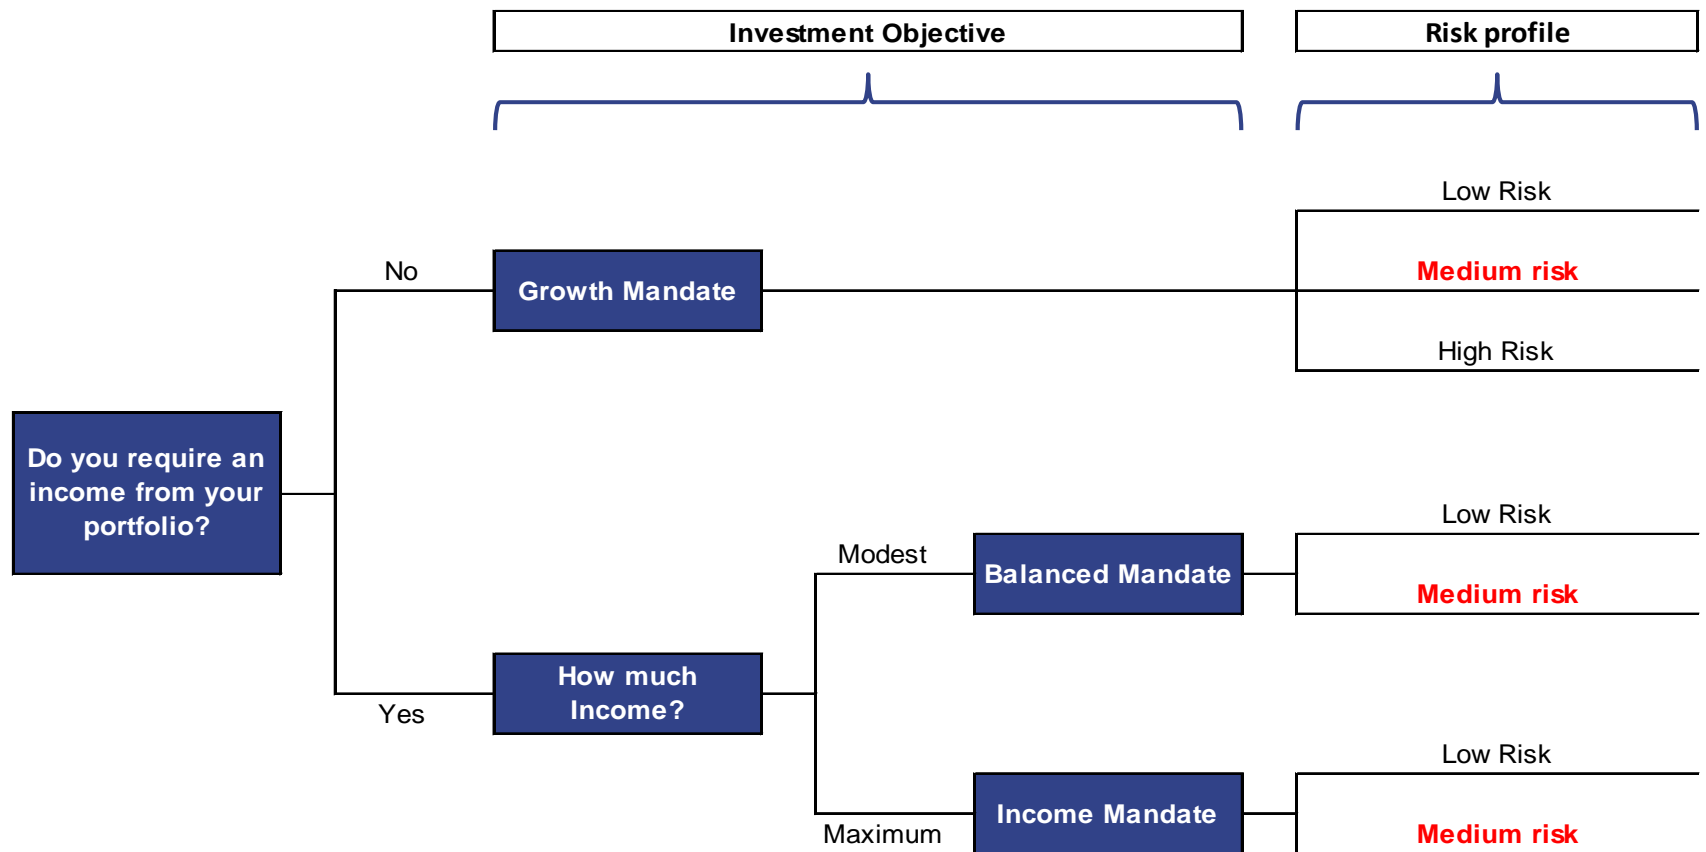 Investment Objective
Risk profile
Low Risk
No
Medium risk
Growth Mandate
High Risk
Do you require an
income from your
portfolio?
Low Risk
Modest
Balanced Mandate
Medium risk
How much
Income?
Yes
Low Risk
Income Mandate
Maximum
Medium risk